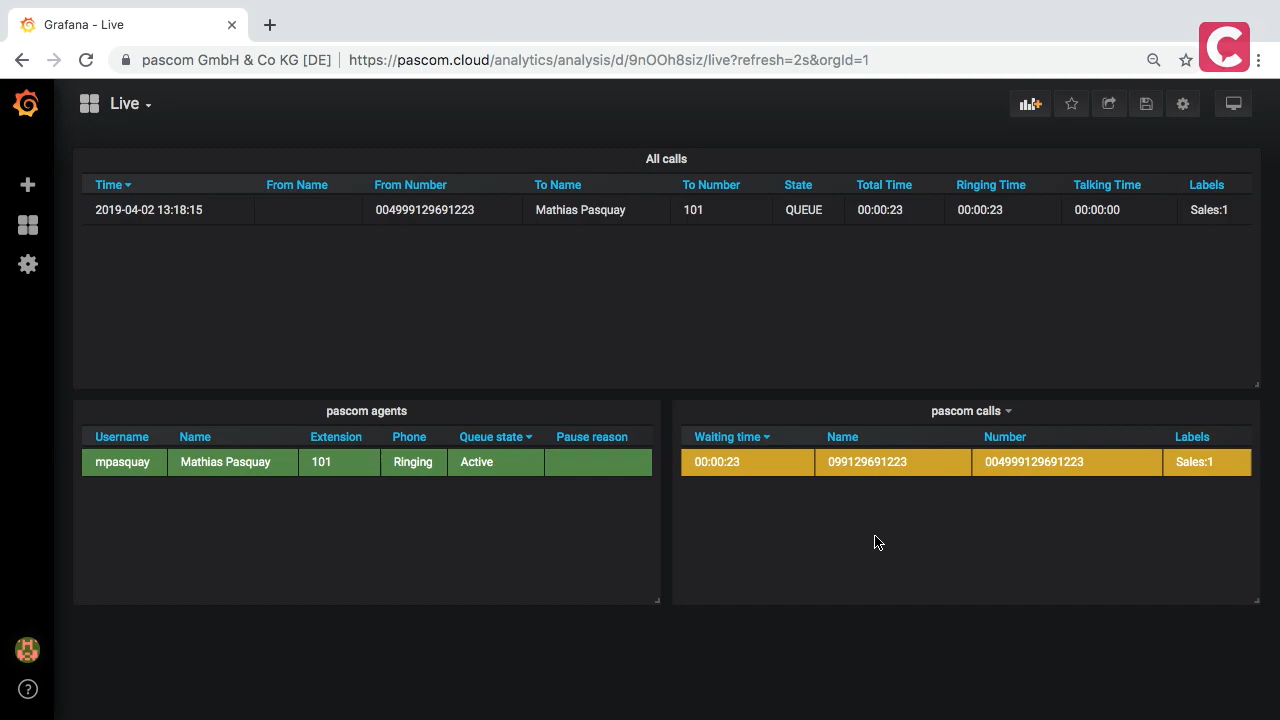 Grafana - Live
pascom GmbH & Co KG [DE] https://pascom.cloud/analytics/analysis/d/9nOOh8siz/live?refresh=2s&orgId=1
Live
All calls
Time From Name From Number To Name To Number State Total Time Ringing Time Talking Time Labels
2019-04-02 13:18:15 004999129691223 Mathias Pasquay 101 QUEUE 00:00:23 00:00:23 00:00:00 Sales:1
pascom agents
Username Name Extension Phone Queue state Pause reason
mpasquay Mathias Pasquay 101 Ringing Active
pascom calls
Waiting time Name Number Labels
00:00:23 099129691223 004999129691223 Sales:1